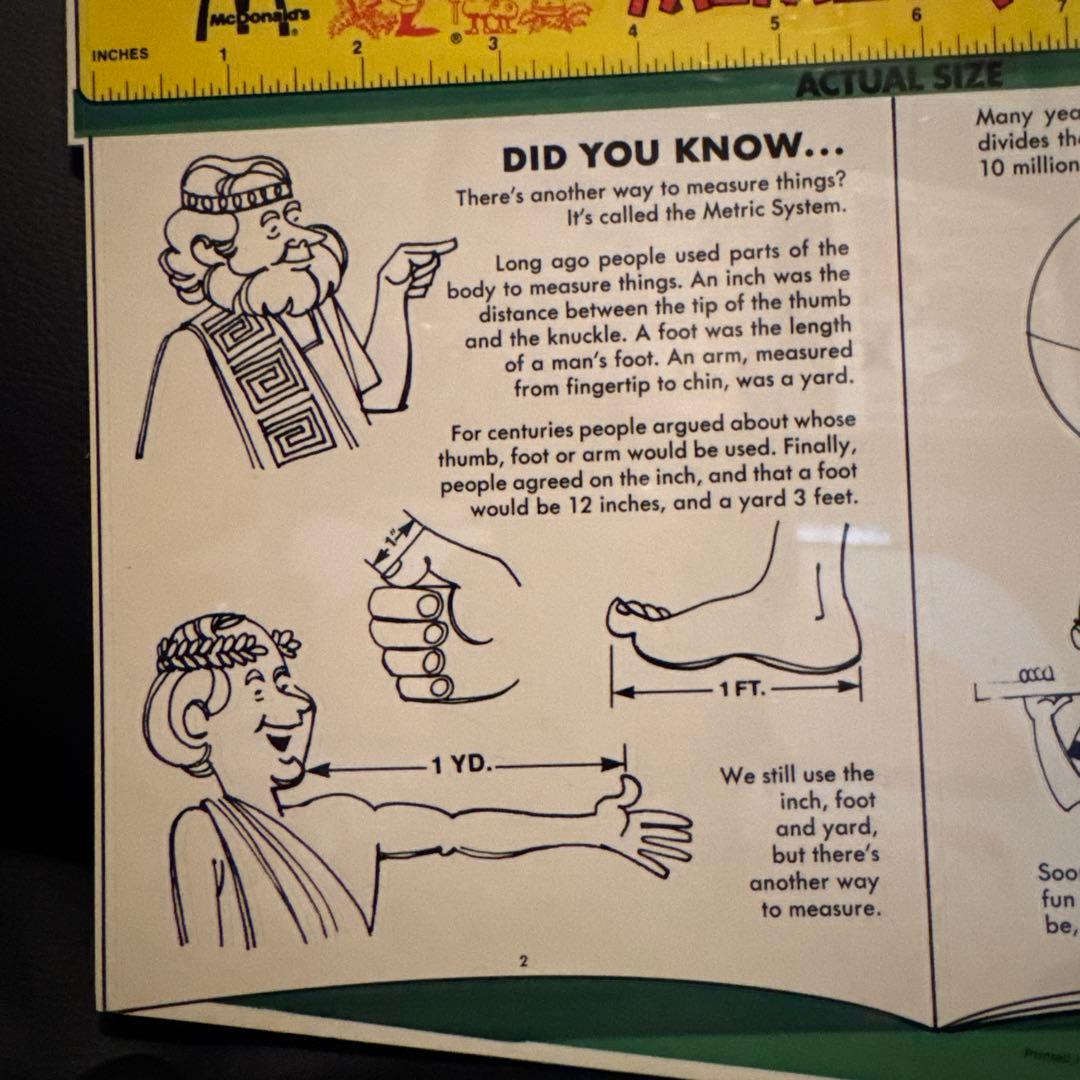 McDonald's
®
INCHES 1 2 3 4 5 6 7
ACTUAL SIZE
DID YOU KNOW...
There's another way to measure things?
It's called the Metric System.
Long ago people used parts of the
body to measure things. An inch was the
distance between the tip of the thumb
and the knuckle. A foot was the length
of a man's foot. An arm, measured
from fingertip to chin, was a yard.
For centuries people argued about whose
thumb, foot or arm would be used. Finally,
people agreed on the inch, and that a foot
would be 12 inches, and a yard 3 feet.
1"
1 FT.
1 YD.
We still use the
inch, foot
and yard,
but there's
another way
to measure.
2
Many yea
divides th
10 million
Soo
fun
be,
Printed